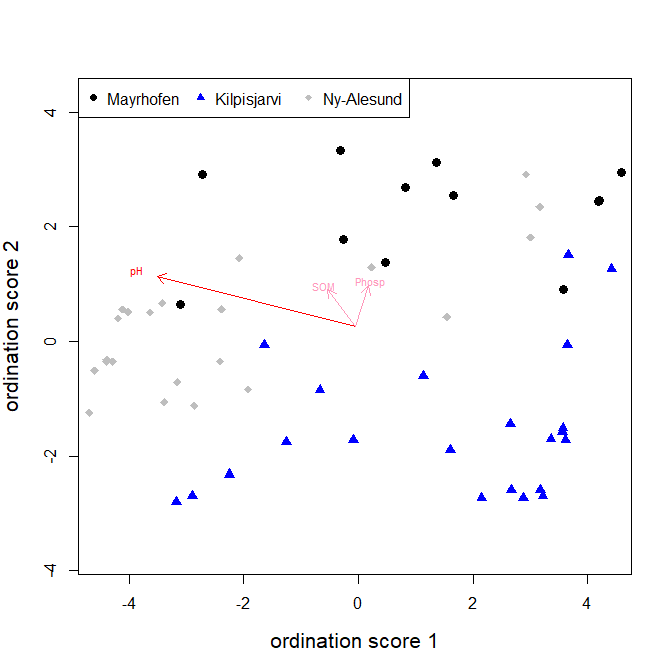 Mayrhofen Kilpisjarvi Ny-Alesund
4
2
0
-2
-4
ordination score 2
pH
SOM
Phosp
-4 -2 0 2 4
ordination score 1